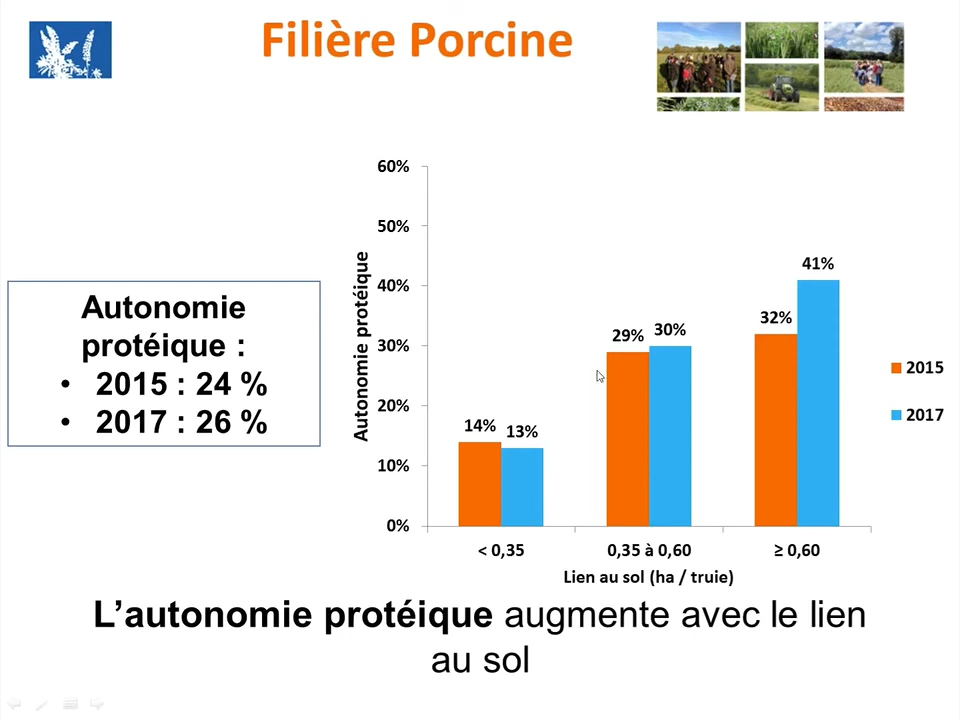 Filière Porcine
Autonomie
protéique :
• 2015 : 24 %
• 2017 : 26 %
Autonomie protéique
60%
50%
40%
30%
20%
10%
0%
14%
13%
29%
30%
32%
41%
< 0,35
0,35 à 0,60
≥ 0,60
Lien au sol (ha / truie)
2015
2017
L’autonomie protéique augmente avec le lien
au sol